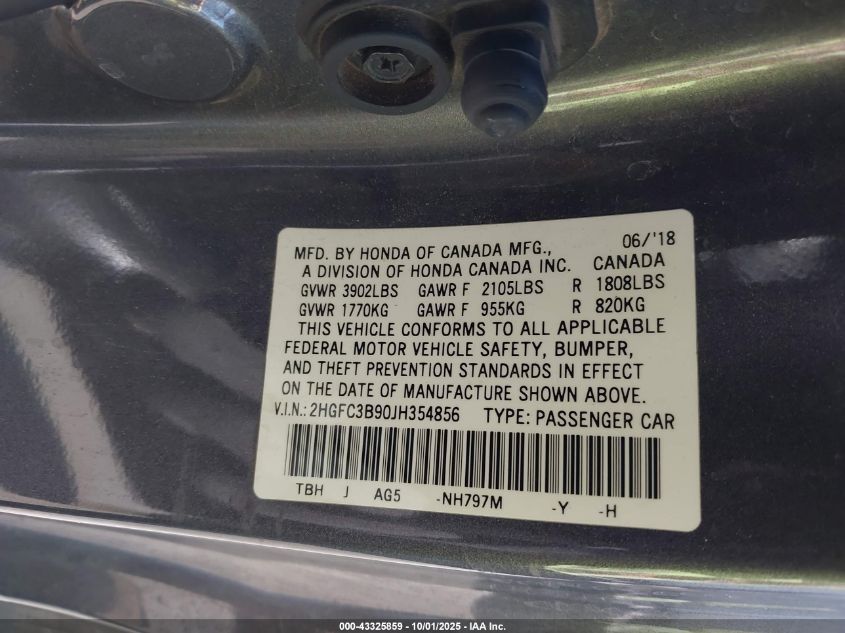 MFD. BY HONDA OF CANADA MFG., 06/'18
A DIVISION OF HONDA CANADA INC. CANADA
GVWR 3902LBS GAWR F 2105LBS R 1808LBS
GVWR 1770KG GAWR F 955KG R 820KG
THIS VEHICLE CONFORMS TO ALL APPLICABLE
FEDERAL MOTOR VEHICLE SAFETY, BUMPER,
AND THEFT PREVENTION STANDARDS IN EFFECT
ON THE DATE OF MANUFACTURE SHOWN ABOVE.
V.I.N.: 2HGFC3B90JH354856 TYPE: PASSENGER CAR
TBH J AG5 -NH797M -Y -H
000-43325859 - 10/01/2025 - IAA Inc.